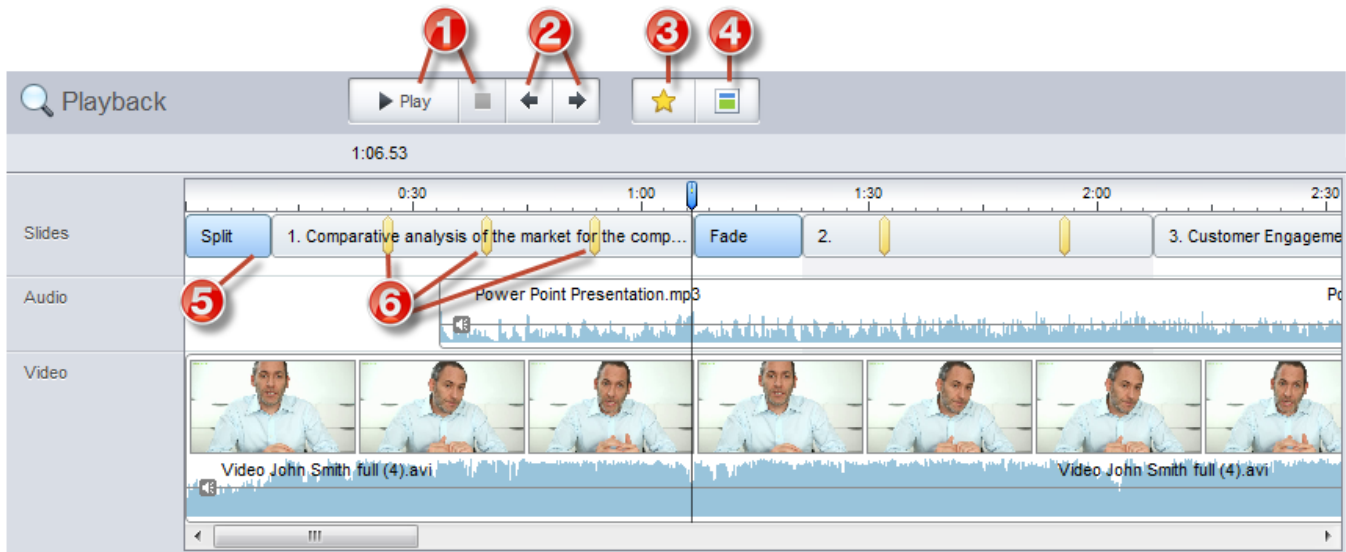 1 2 3 4
Playback
Play
1:06.53
0:30 1:00 1:30 2:00 2:30
Slides
Split
1. Comparative analysis of the market for the comp...
Fade
2.
3. Customer Engageme
5 6
Audio
Power Point Presentation.mp3
Po
Video
Video John Smith full (4).avi
Video John Smith full (4).avi